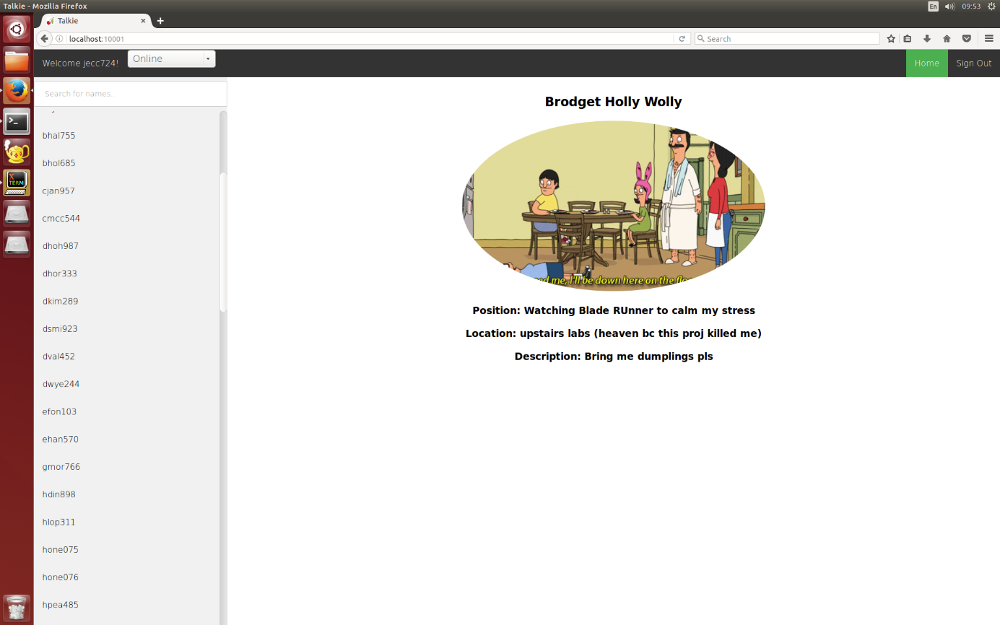 Talkie - Mozilla Firefox
En
09:53
Talkie
localhost:10001
Search
Welcome jecc724!
Online
Home
Sign Out
Search for names..
bhal755
bhol685
cjan957
cmcc544
dhoh987
dhor333
dkim289
dsmi923
dval452
dwye244
efon103
ehan570
gmor766
hdin898
hlop311
hone075
hone076
hpea485
Brodget Holly Wolly
me, I'll be down here on the
Position: Watching Blade RUnner to calm my stress
Location: upstairs labs (heaven bc this proj killed me)
Description: Bring me dumplings pls
X
TERM